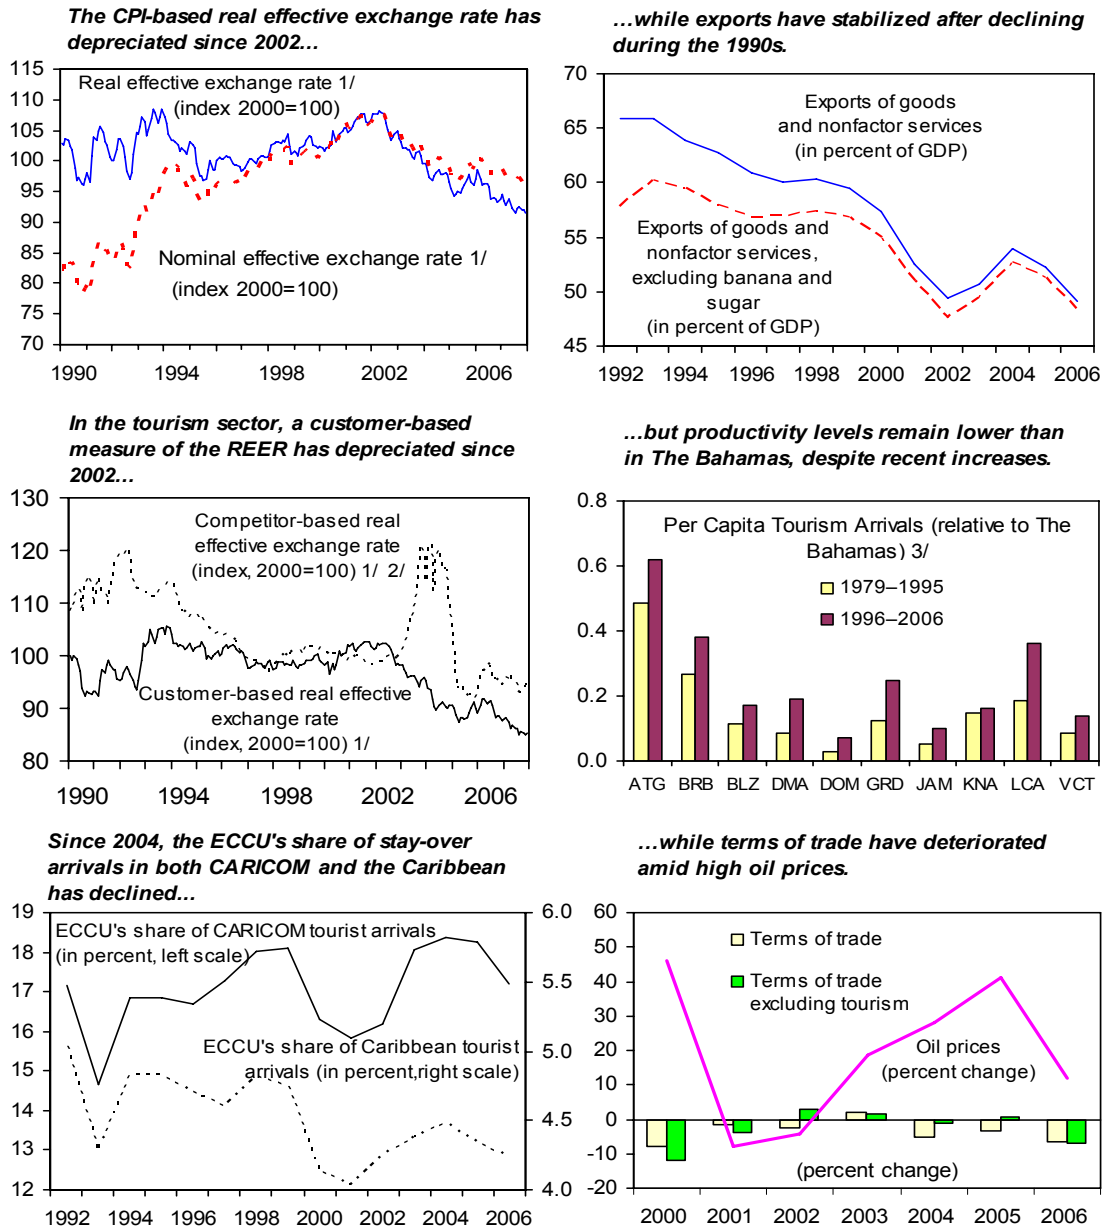 The CPI-based real effective exchange rate has
depreciated since 2002...
115
110
105
100
95
90
85
80
75
70
Real effective exchange rate 1/
(index 2000=100)
Nominal effective exchange rate 1/
(index 2000=100)
1990 1994 1998 2002 2006
...while exports have stabilized after declining
during the 1990s.
70
65
60
55
50
45
Exports of goods
and nonfactor services
(in percent of GDP)
Exports of goods and
nonfactor services,
excluding banana and
sugar
(in percent of GDP)
1992 1994 1996 1998 2000 2002 2004 2006
In the tourism sector, a customer-based
measure of the REER has depreciated since
2002...
130
120
110
100
90
80
Competitor-based real
effective exchange rate
(index, 2000=100) 1/ 2/
Customer-based real effective
exchange rate
(index, 2000=100) 1/
1990 1994 1998 2002 2006
...but productivity levels remain lower than
in The Bahamas, despite recent increases.
0.8
0.6
0.4
0.2
0.0
Per Capita Tourism Arrivals (relative to The
Bahamas) 3/
1979–1995
1996–2006
ATG BRB BLZ DMA DOM GRD JAM KNA LCA VCT
Since 2004, the ECCU's share of stay-over
arrivals in both CARICOM and the Caribbean
has declined...
19
18
17
16
15
14
13
12
ECCU's share of CARICOM tourist arrivals
(in percent, left scale)
ECCU's share of Caribbean tourist
arrivals (in percent,right scale)
6.0
5.5
5.0
4.5
4.0
1992 1994 1996 1998 2000 2002 2004 2006
...while terms of trade have deteriorated
amid high oil prices.
60
50
40
30
20
10
0
-10
-20
Terms of trade
Terms of trade
excluding tourism
Oil prices
(percent change)
(percent change)
2000 2001 2002 2003 2004 2005 2006